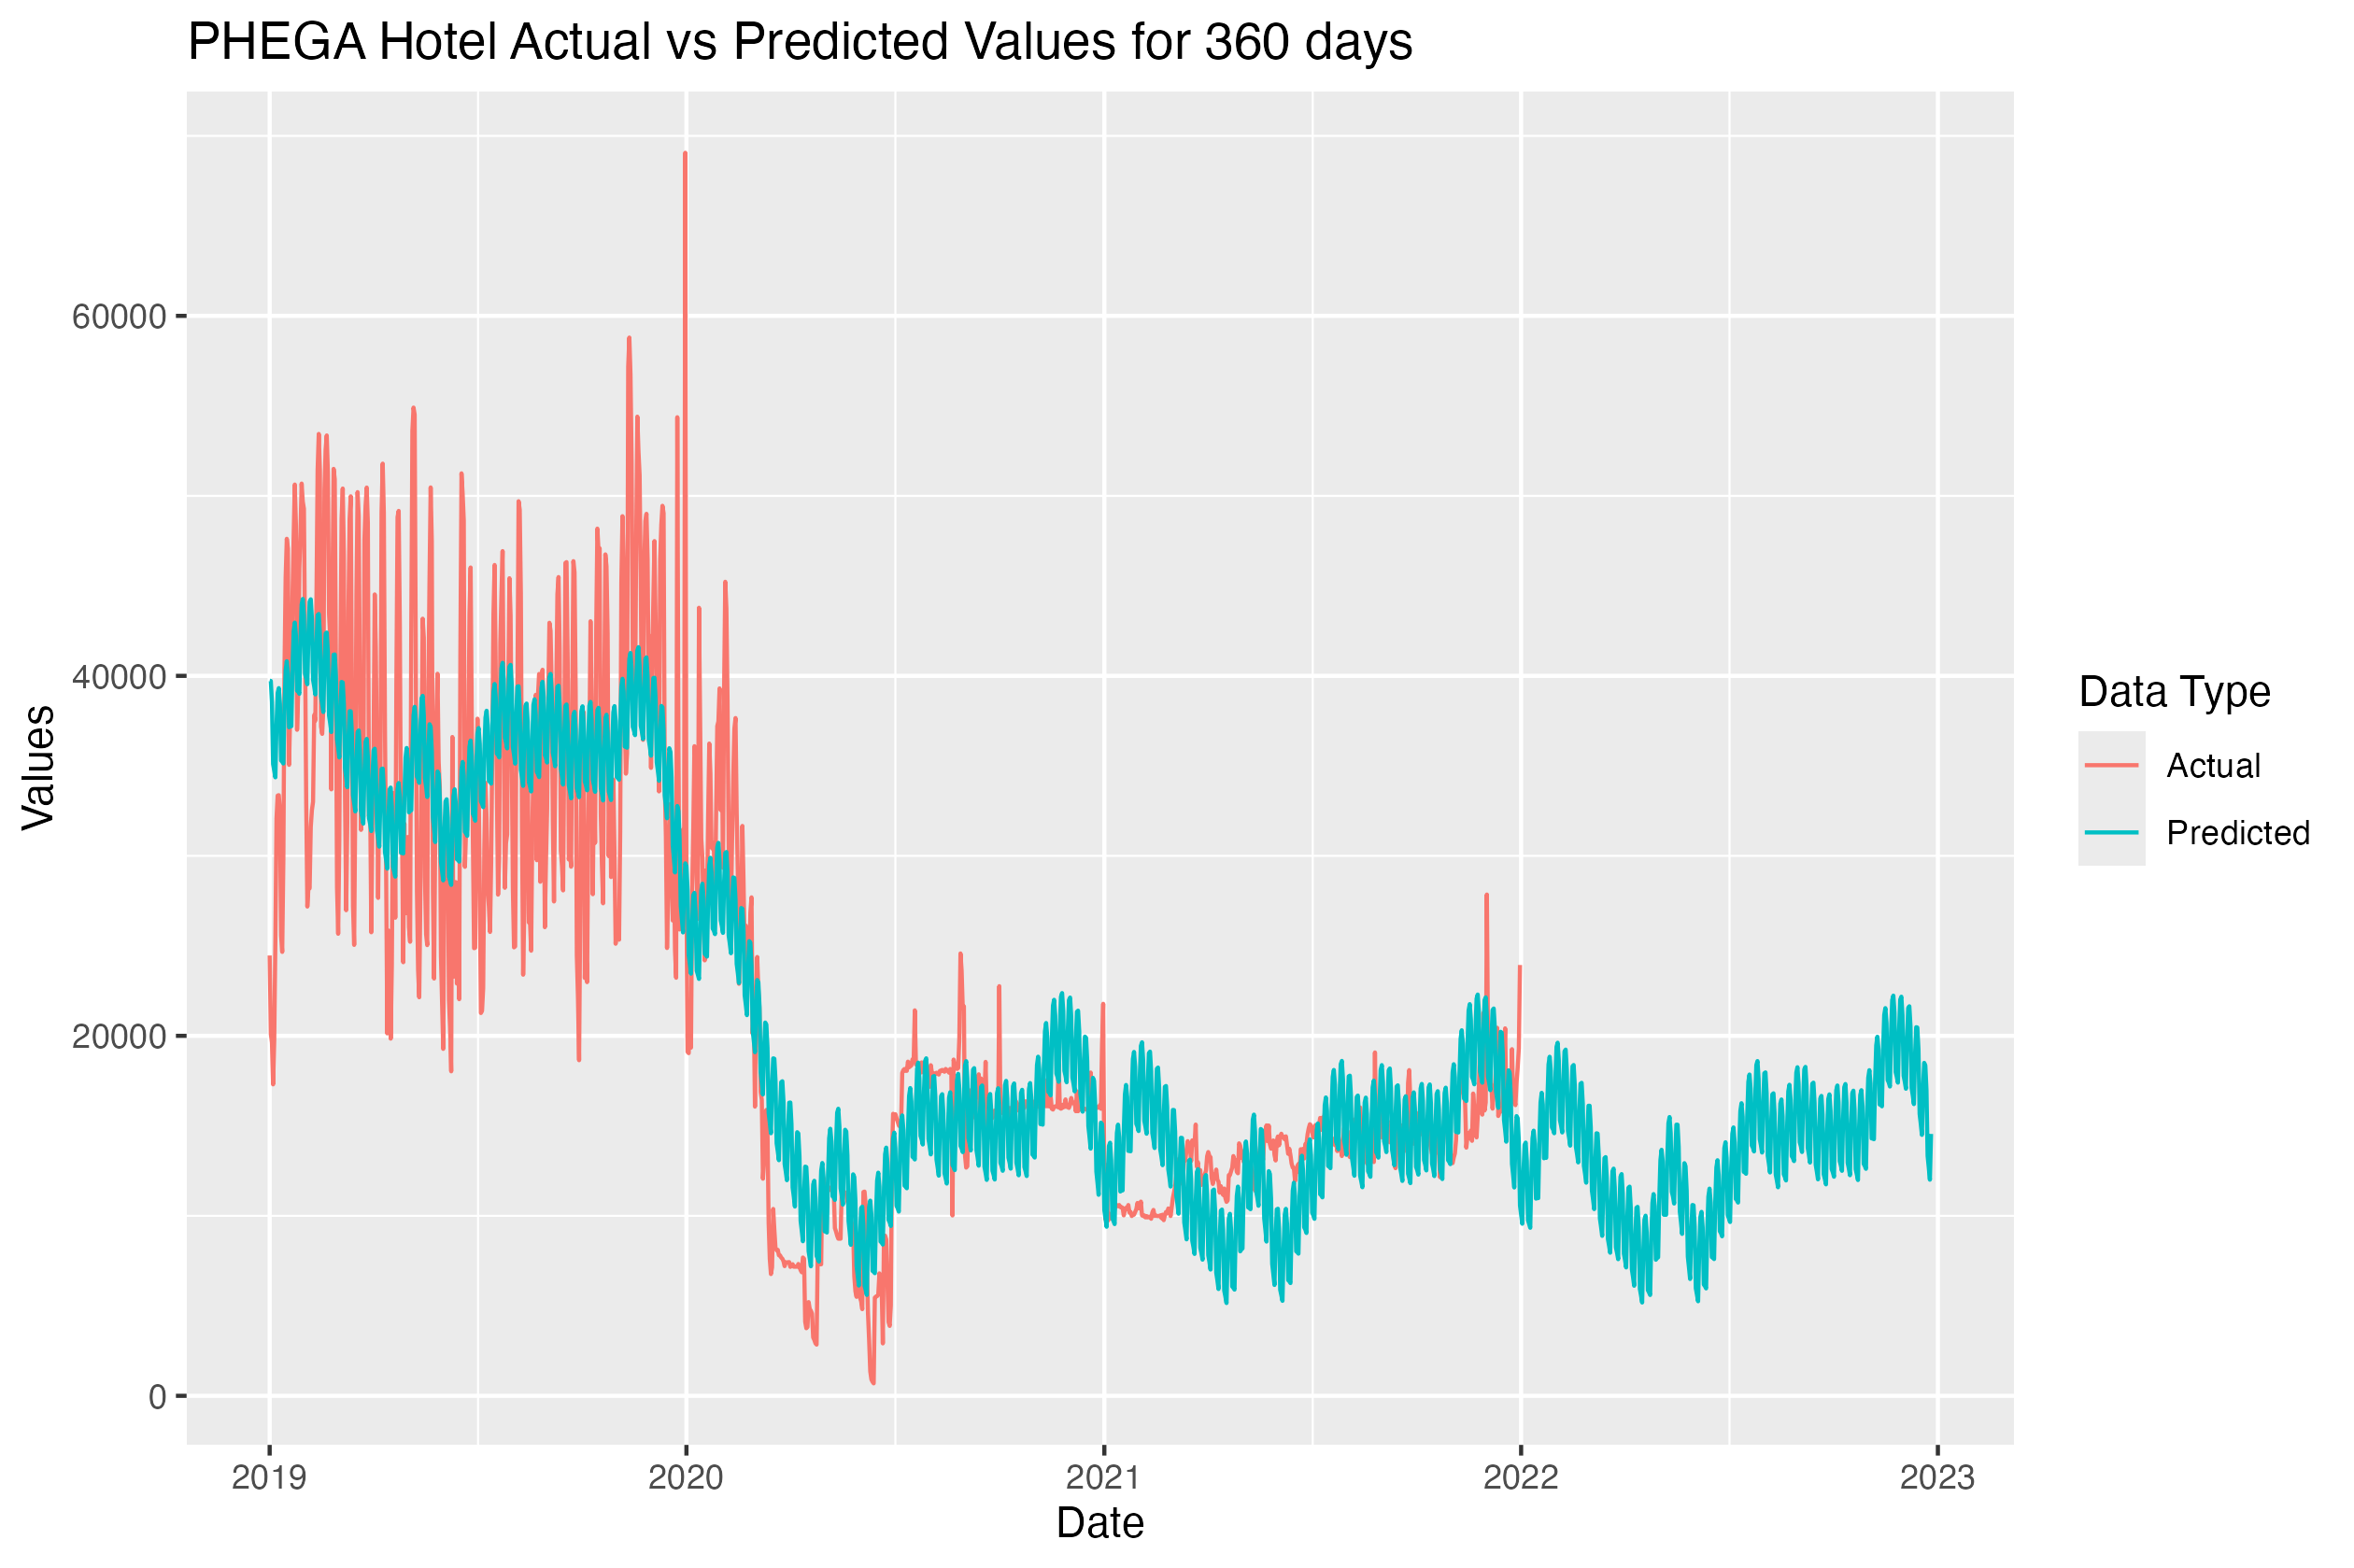 PHEGA Hotel Actual vs Predicted Values for 360 days
60000
40000
20000
0
Values
2019 2020 2021 2022 2023
Date
Data Type
Actual
Predicted